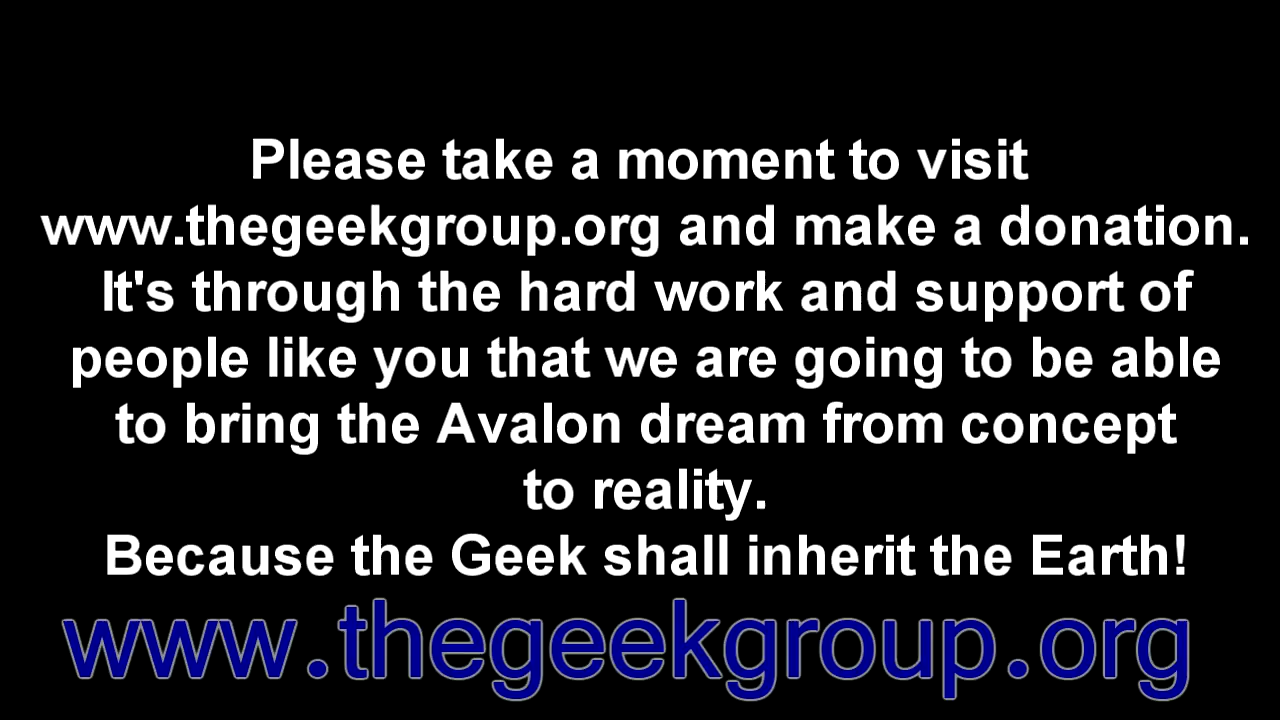 Please take a moment to visit
www.thegeekgroup.org and make a donation.
It's through the hard work and support of
people like you that we are going to be able
to bring the Avalon dream from concept
to reality.
Because the Geek shall inherit the Earth!
www.thegeekgroup.org